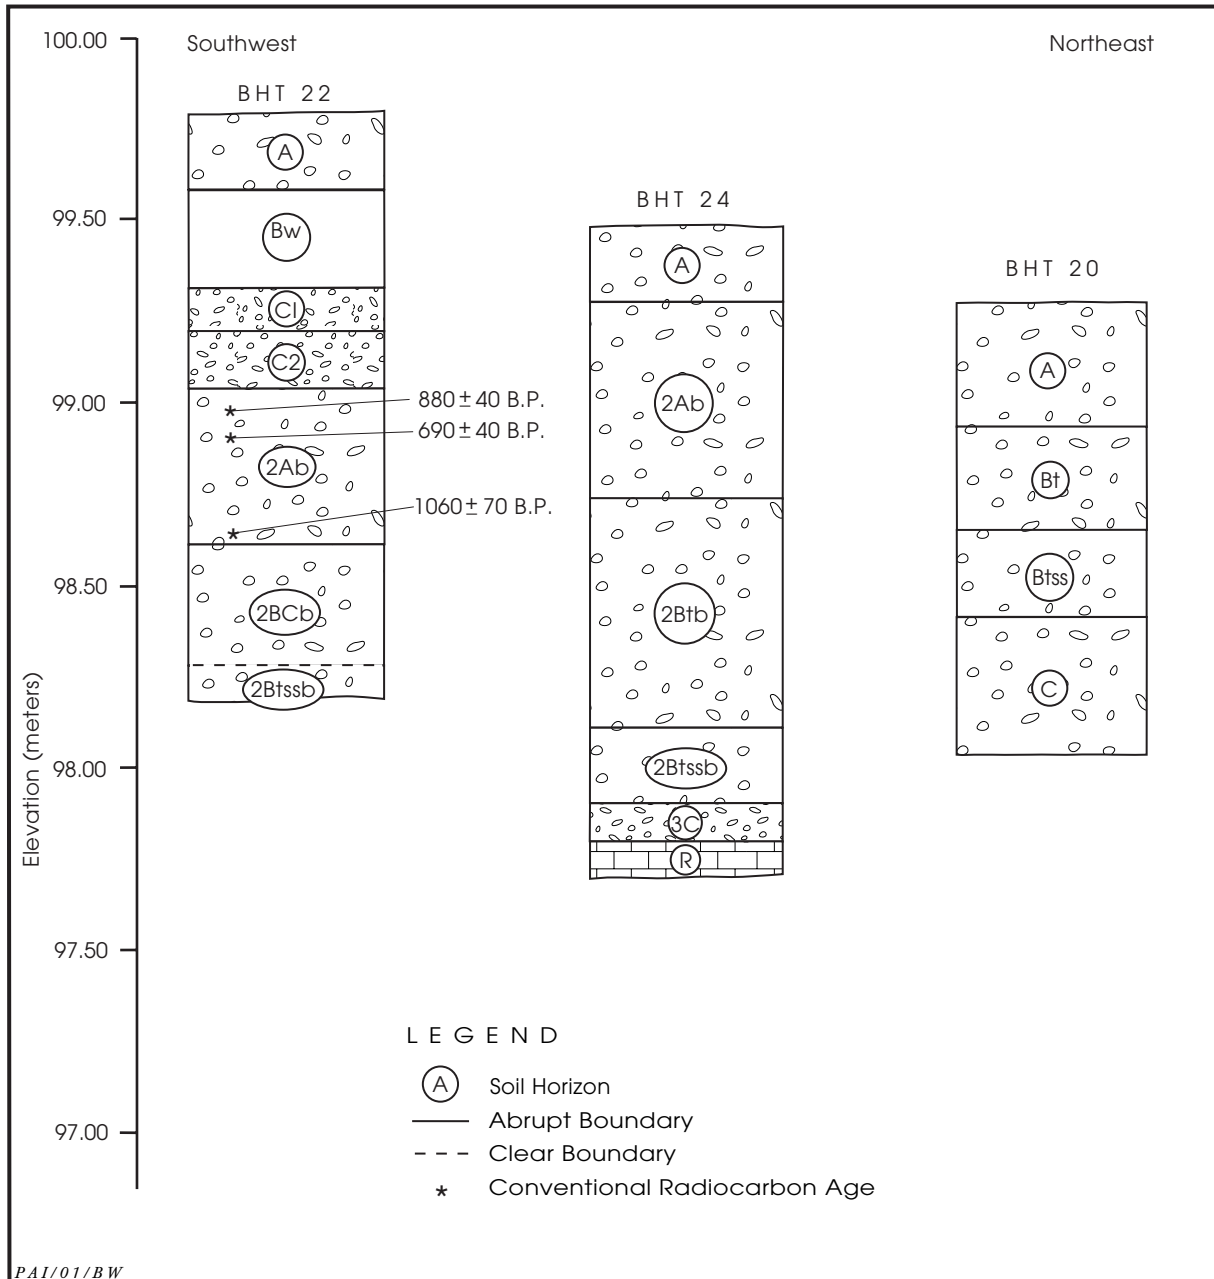 100.00
Southwest
Northeast
BHT 22
A
99.50
Bw
C1
C2
99.00
880±40 B.P.
690±40 B.P.
2Ab
1060±70 B.P.
98.50
2BCb
2Btssb
98.00
97.50
97.00
Elevation (meters)
BHT 24
A
2Ab
2Btb
2Btssb
3C
R
BHT 20
A
Bt
Btss
C
LEGEND
A Soil Horizon
Abrupt Boundary
Clear Boundary
* Conventional Radiocarbon Age
PAI/01/BW